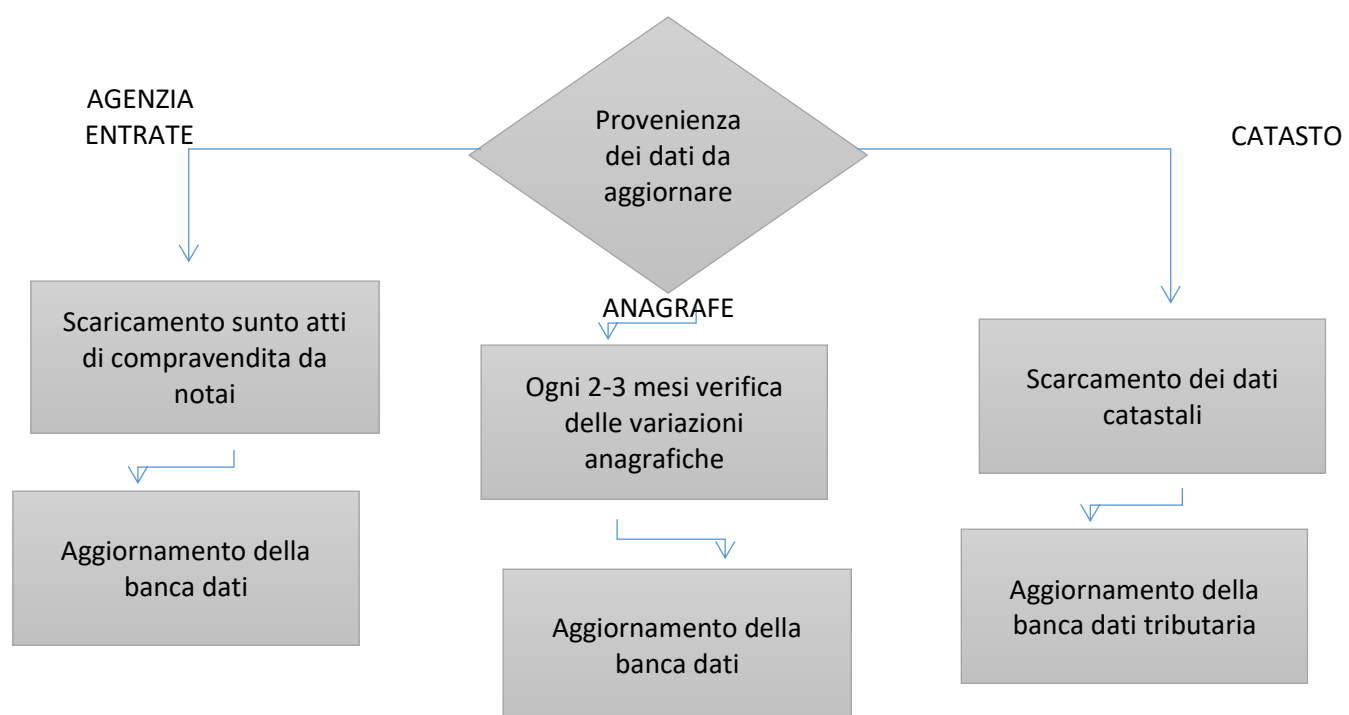 AGENZIA
ENTRATE
Provenienza
dei dati da
aggiornare
CATASTO
ANAGRAFE
Scaricamento sunto atti
di compravendita da
notai
Ogni 2-3 mesi verifica
delle variazioni
anagrafiche
Scarcamento dei dati
catastali
Aggiornamento della
banca dati
Aggiornamento della
banca dati
Aggiornamento della
banca dati tributaria